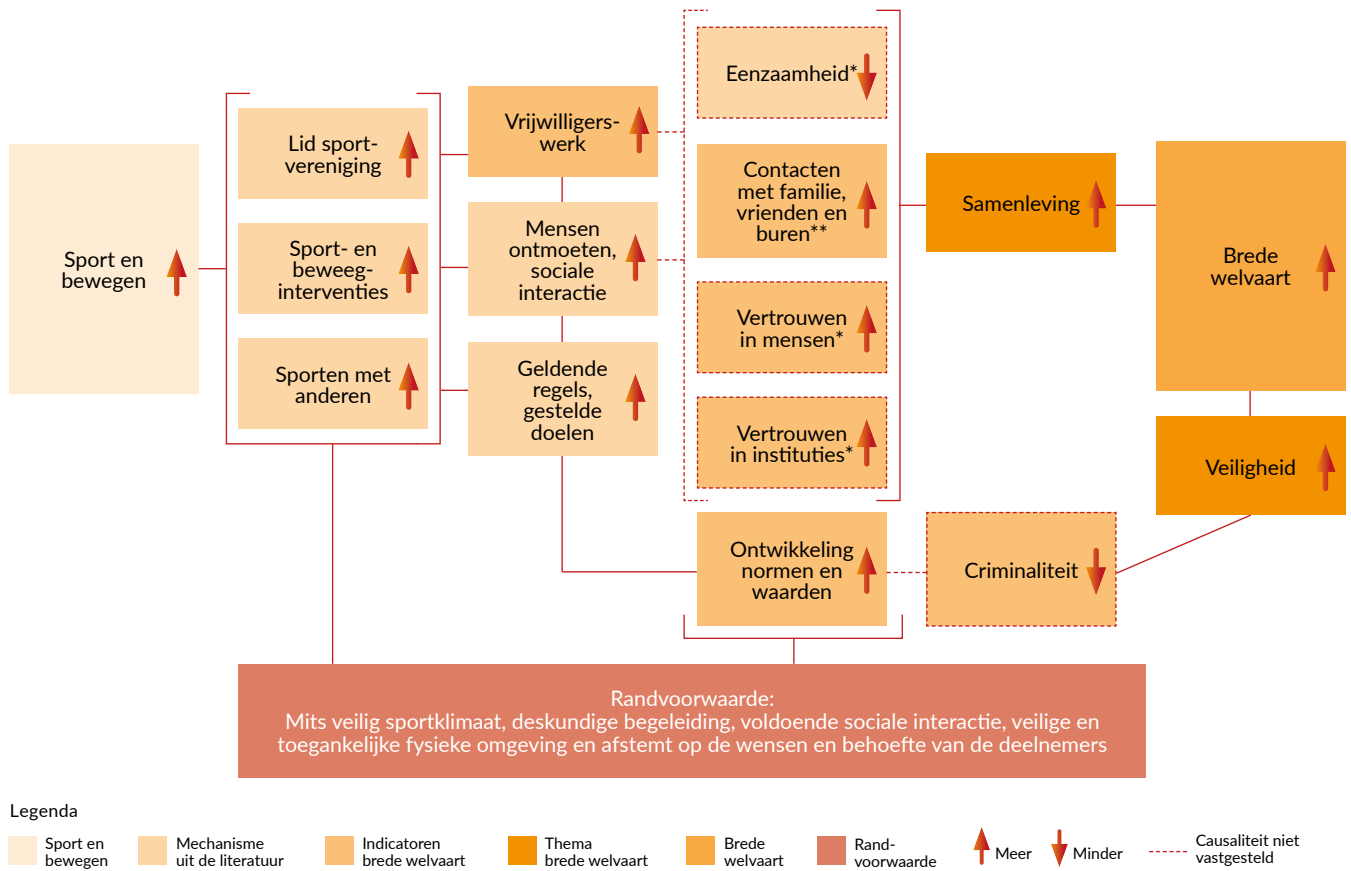 Sport en
bewegen
Lid sport-
vereniging
Sport- en
beweeg-
interventies
Sporten met
anderen
Vrijwilligers-
werk
Mensen
ontmoeten,
sociale
interactie
Geldende
regels,
gestelde
doelen
Eenzaamheid*
Contacten
met familie,
vrienden en
buren**
Vertrouwen
in mensen*
Vertrouwen
in instituties*
Ontwikkeling
normen en
waarden
Samenleving
Criminaliteit
Brede
welvaart
Veiligheid
Randvoorwaarde:
Mits veilig sportklimaat, deskundige begeleiding, voldoende sociale interactie, veilige en
toegankelijke fysieke omgeving en afstemt op de wensen en behoefte van de deelnemers
Legenda
Sport en
bewegen
Mechanisme
uit de literatuur
Indicatoren
brede welvaart
Thema
brede welvaart
Brede
welvaart
Rand-
voorwaarde
Meer
Minder
Causaliteit niet
vastgesteld